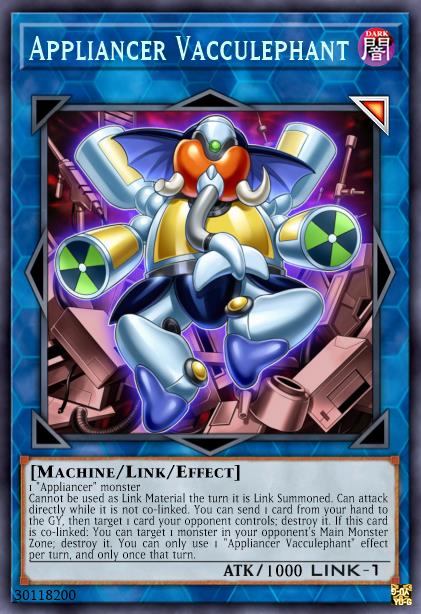 APPLIANCER VACCULEPHANT
DARK
闇
[MACHINE/LINK/EFFECT]
1 "Appliancer" monster
Cannot be used as Link Material the turn it is Link Summoned. Can attack
directly while it is not co-linked. You can send 1 card from your hand to
the GY, then target 1 card your opponent controls; destroy it. If this card
is co-linked: You can target 1 monster in your opponent's Main Monster
Zone; destroy it. You can only use 1 "Appliancer Vacculephant" effect
per turn, and only once that turn.
ATK/1000 LINK-1
30118200